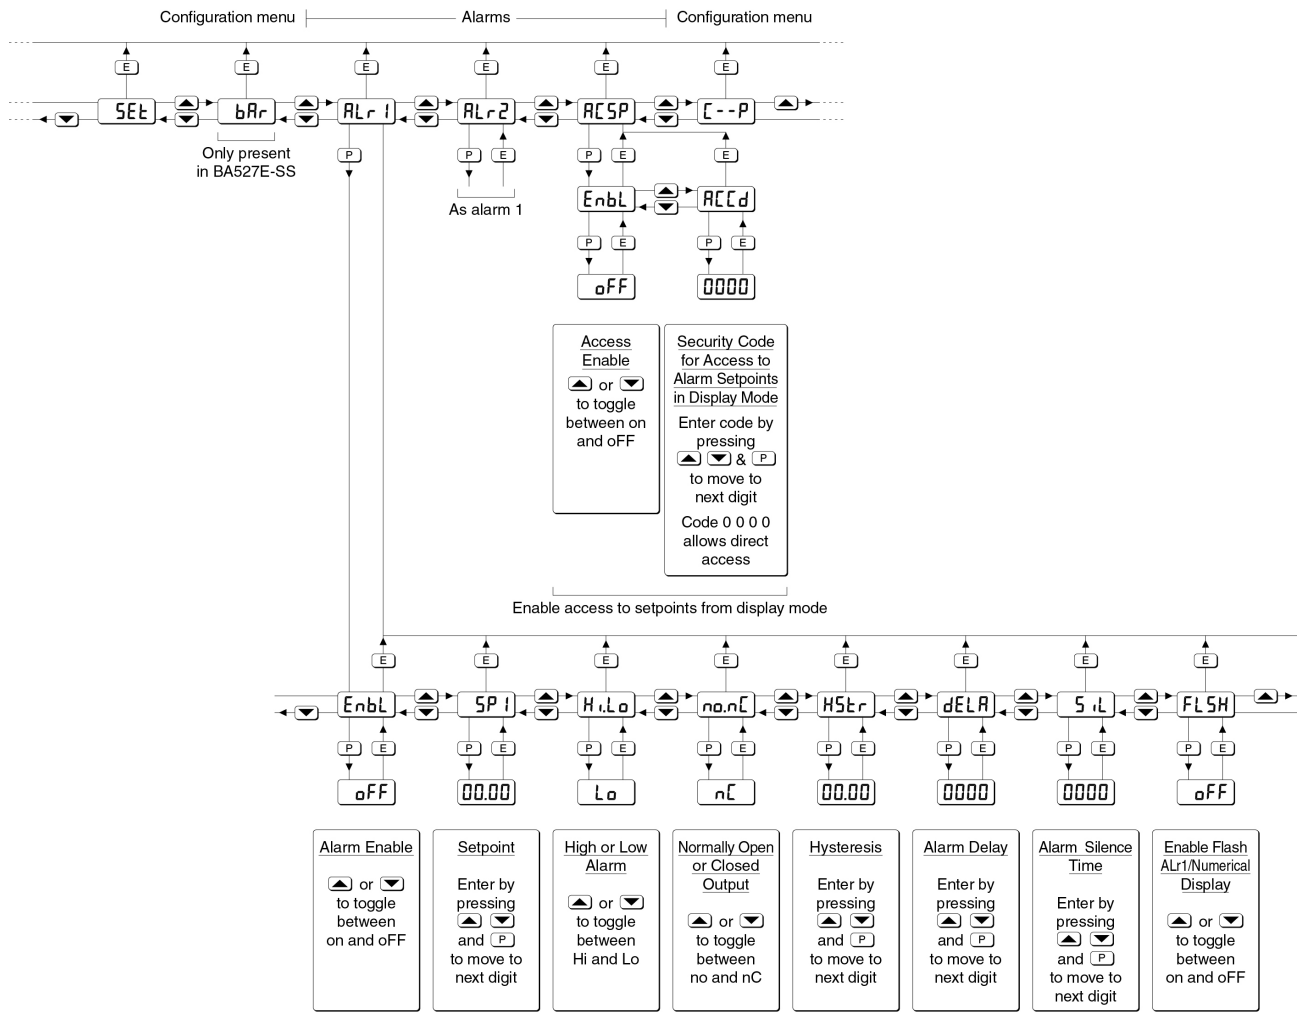 Configuration menu Alarms Configuration menu
E E E E E E
SEt bAr ALr1 ALr2 ACSP C--P
Only present
in BA527E-SS
P P E P E E
As alarm 1
EnbL ACCd
P E P E
oFF 0000
Access
Enable
or
to toggle
between on
and oFF
Security Code
for Access to
Alarm Setpoints
in Display Mode
Enter code by
pressing
& P
to move to
next digit
Code 0 0 0 0
allows direct
access
Enable access to setpoints from display mode
E E E E E E E E
EnbL SP1 Hi.Lo no.nC HStr dELA SiL FLSH
P E P E P E P E P E P E P E P E
oFF 00.00 Lo nC 00.00 0000 0000 oFF
Alarm Enable
or
to toggle
between
on and oFF
Setpoint
Enter by
pressing
and P
to move to
next digit
High or Low
Alarm
or
to toggle
between
Hi and Lo
Normally Open
or Closed
Output
or
to toggle
between
no and nC
Hysteresis
Enter by
pressing
and P
to move to
next digit
Alarm Delay
Enter by
pressing
and P
to move to
next digit
Alarm Silence
Time
Enter by
pressing
and P
to move to
next digit
Enable Flash
ALr1/Numerical
Display
or
to toggle
between
on and oFF